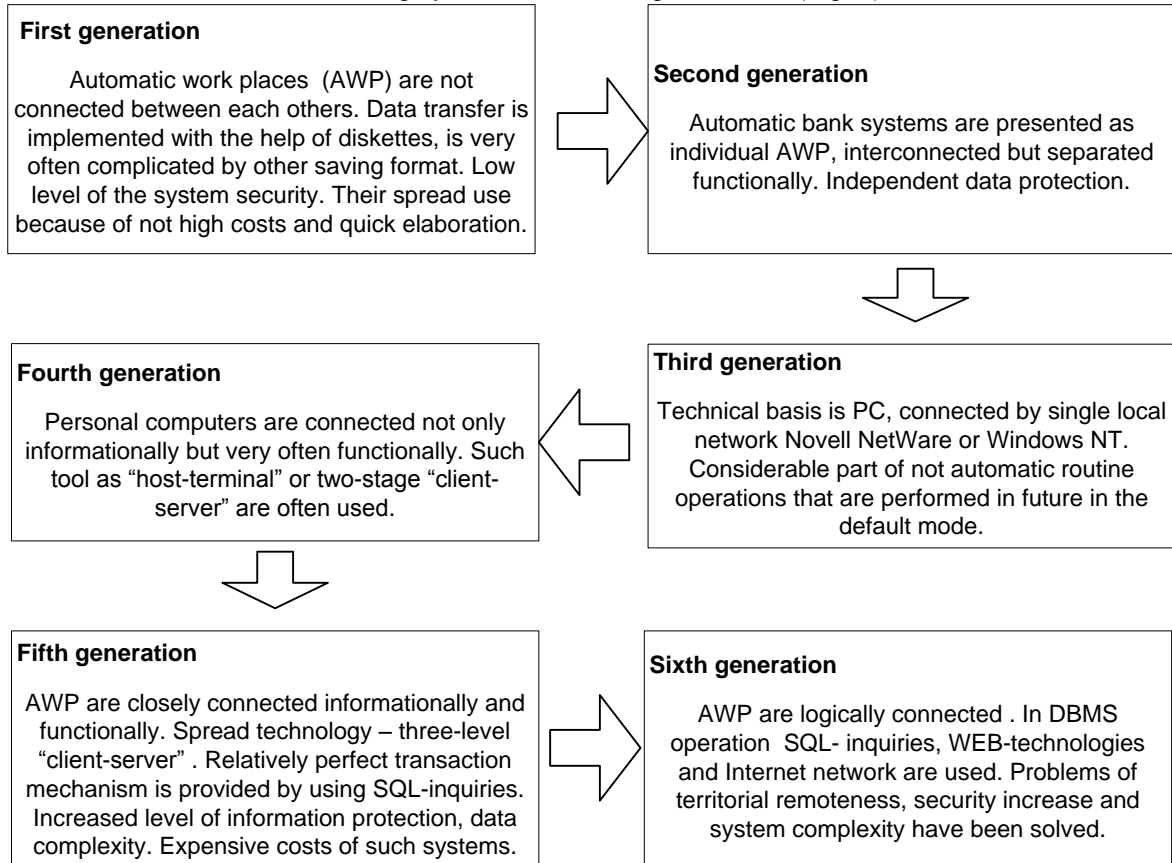 First generation
Automatic work places (AWP) are not
connected between each others. Data transfer is
implemented with the help of diskettes, is very
often complicated by other saving format. Low
level of the system security. Their spread use
because of not high costs and quick elaboration.
Second generation
Automatic bank systems are presented as
individual AWP, interconnected but separated
functionally. Independent data protection.
Third generation
Technical basis is PC, connected by single local
network Novell NetWare or Windows NT.
Considerable part of not automatic routine
operations that are performed in future in the
default mode.
Fourth generation
Personal computers are connected not only
informationally but very often functionally. Such
tool as “host-terminal” or two-stage “client-
server” are often used.
Fifth generation
AWP are closely connected informationally and
functionally. Spread technology – three-level
“client-server” . Relatively perfect transaction
mechanism is provided by using SQL-inquiries.
Increased level of information protection, data
complexity. Expensive costs of such systems.
Sixth generation
AWP are logically connected . In DBMS
operation SQL- inquiries, WEB-technologies
and Internet network are used. Problems of
territorial remoteness, security increase and
system complexity have been solved.